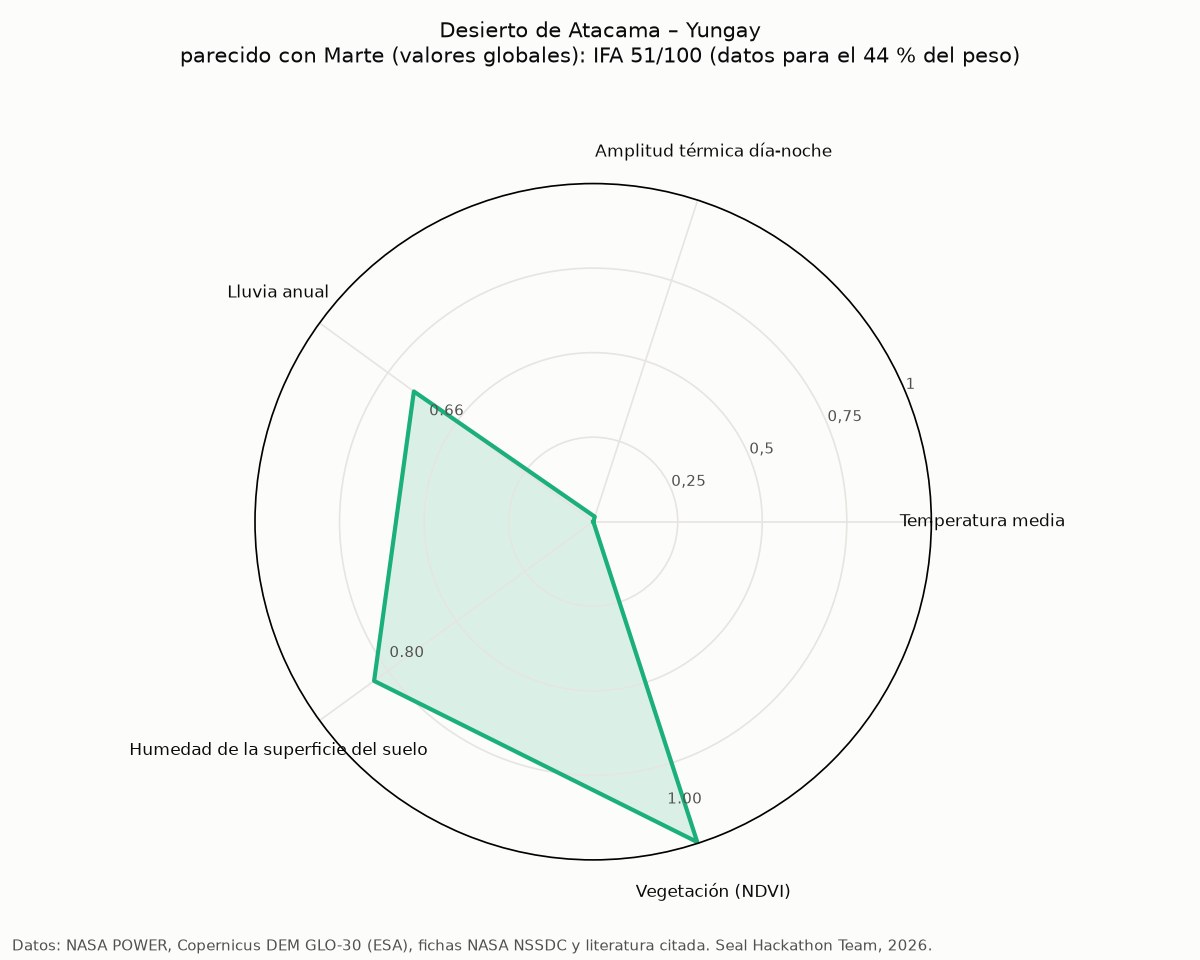 Desierto de Atacama – Yungay
parecido con Marte (valores globales): IFA 51/100 (datos para el 44 % del peso)
Amplitud térmica día-noche
Lluvia anual
1
0,75
0,66
0,5
0,25
Temperatura media
0.80
Humedad de la superficie del suelo
1.00
Vegetación (NDVI)
Datos: NASA POWER, Copernicus DEM GLO-30 (ESA), fichas NASA NSSDC y literatura citada. Seal Hackathon Team, 2026.